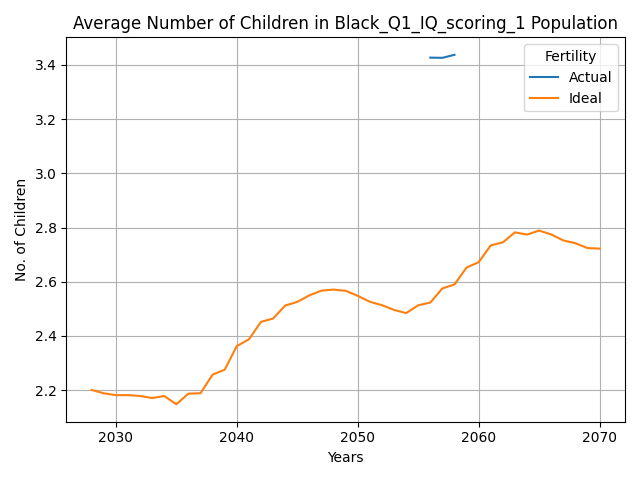 Average Number of Children in Black_Q1_IQ_scoring_1 Population
Fertility
Actual
Ideal
No. of Children
3.4
3.2
3.0
2.8
2.6
2.4
2.2
2030
2040
2050
2060
2070
Years